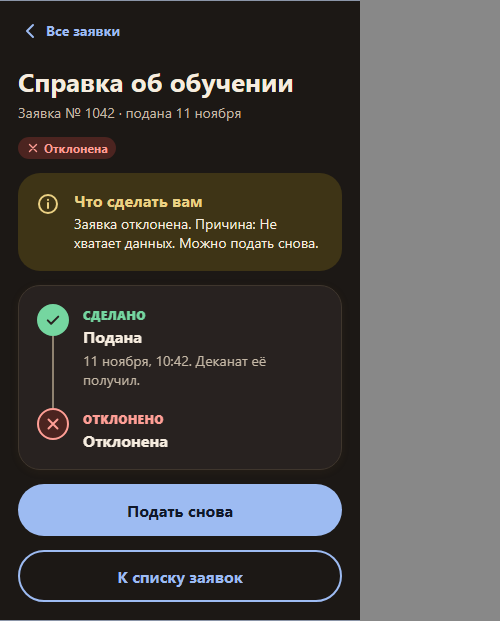 Все заявки
Справка об обучении
Заявка № 1042 · подана 11 ноября
Отклонена
Что сделать вам
Заявка отклонена. Причина: Не
хватает данных. Можно подать снова.
СДЕЛАНО
Подана
11 ноября, 10:42. Деканат её
получил.
ОТКЛОНЕНО
Отклонена
Подать снова
К списку заявок